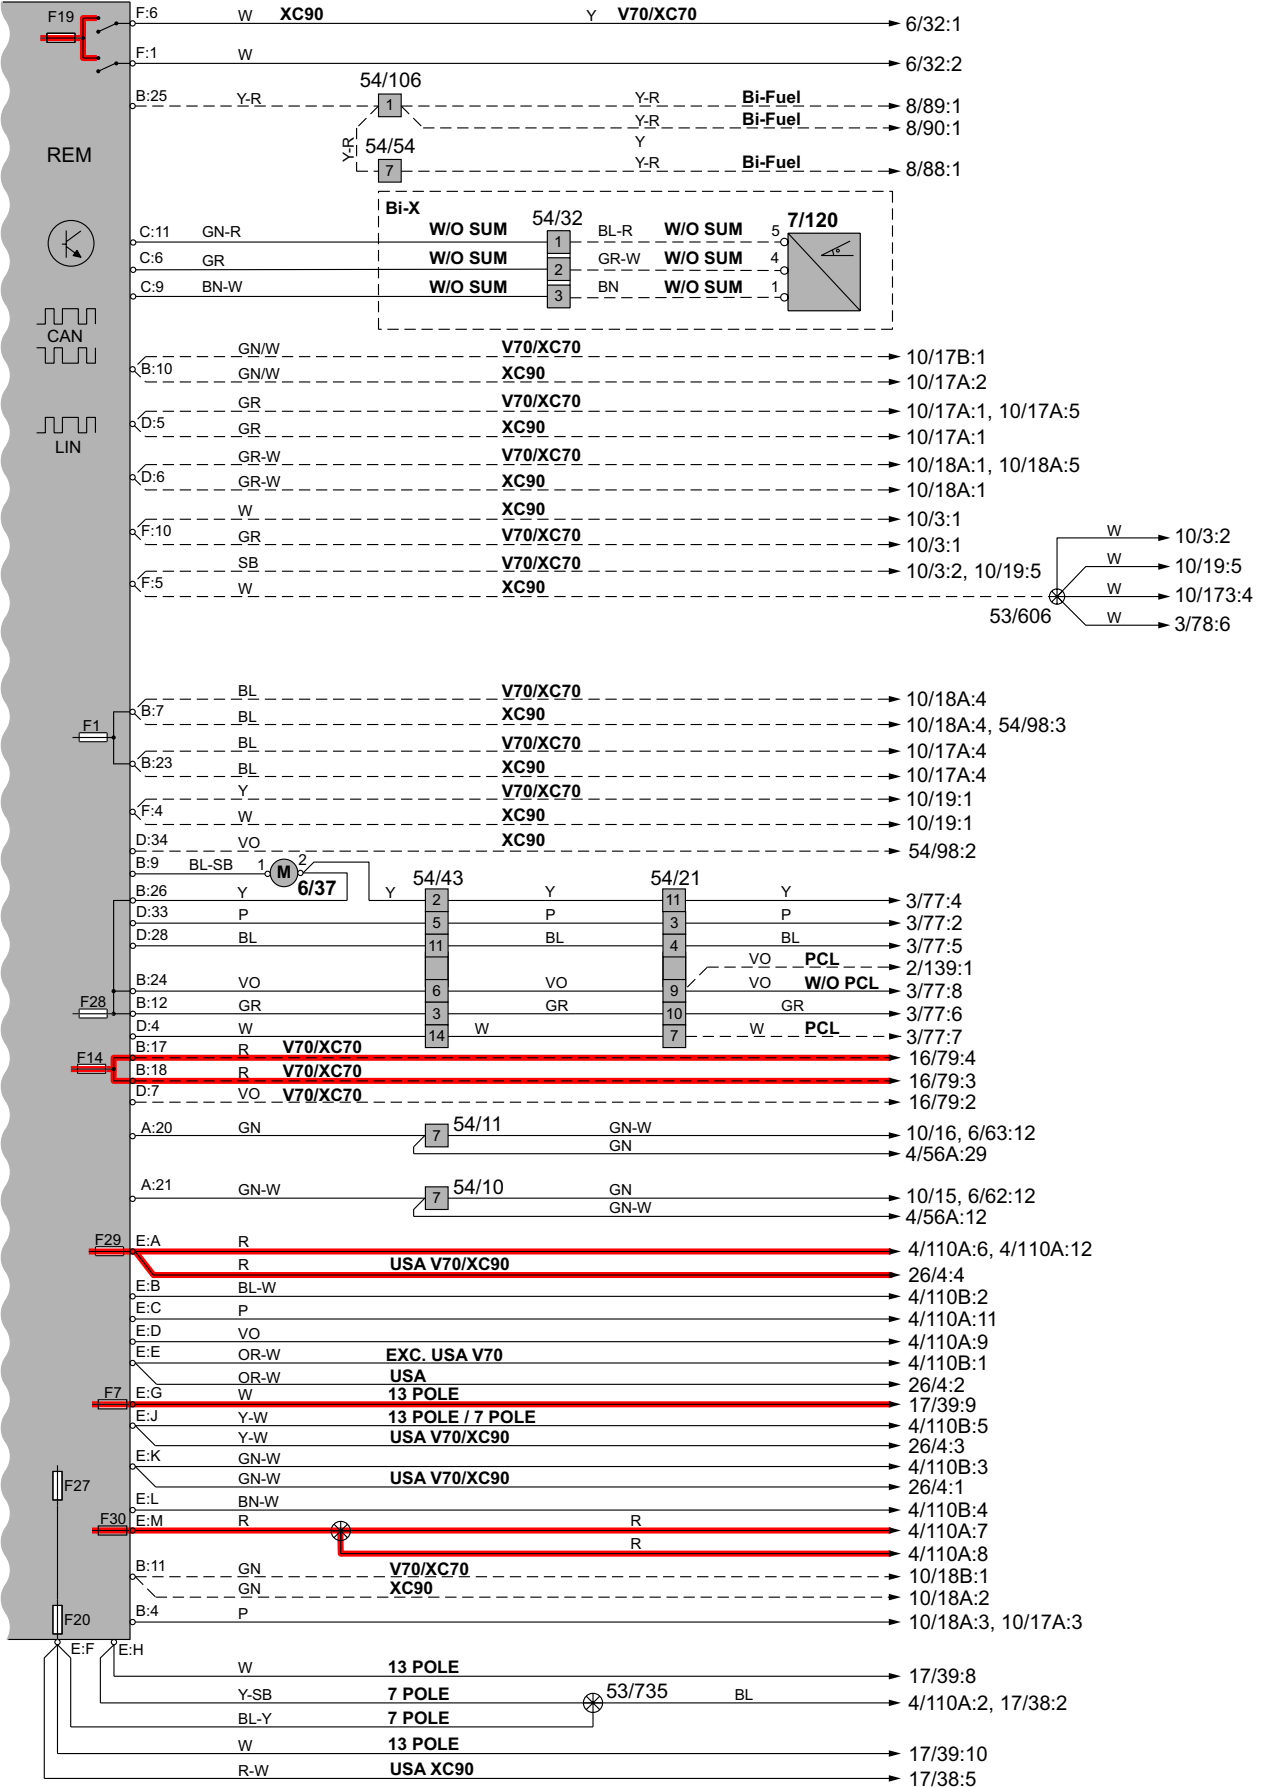 F19 F:6 W XC90 Y V70/XC70 6/32:1
F:1 W 6/32:2
54/106
B:25 Y-R 1 Y-R Bi-Fuel 8/89:1
Y-R Bi-Fuel 8/90:1
REM Y-R 54/54 Y
7 Y-R Bi-Fuel 8/88:1
Bi-X 54/32 7/120
C:11 GN-R W/O SUM 1 BL-R W/O SUM 5
C:6 GR W/O SUM 2 GR-W W/O SUM 4
C:9 BN-W W/O SUM 3 BN W/O SUM 1
CAN
GN/W V70/XC70 10/17B:1
B:10 GN/W XC90 10/17A:2
GR V70/XC70 10/17A:1, 10/17A:5
D:5 GR XC90 10/17A:1
LIN
GR-W V70/XC70 10/18A:1, 10/18A:5
D:6 GR-W XC90 10/18A:1
W XC90 10/3:1
F:10 GR V70/XC70 10/3:1
W 10/3:2
SB V70/XC70 10/3:2, 10/19:5
W 10/19:5
F:5 W XC90
W 10/173:4
53/606
W 3/78:6
BL V70/XC70 10/18A:4
B:7 BL XC90 10/18A:4, 54/98:3
F1
BL V70/XC70 10/17A:4
B:23 BL XC90 10/17A:4
Y V70/XC70 10/19:1
F:4 W XC90 10/19:1
D:34 VO XC90 54/98:2
B:9 BL-SB 1 M 2
6/37 54/43 54/21
B:26 Y Y 2 Y 11 Y 3/77:4
D:33 P 5 P 3 P 3/77:2
D:28 BL 11 BL 4 BL 3/77:5
VO PCL 2/139:1
B:24 VO 6 VO 9 VO W/O PCL 3/77:8
F28 B:12 GR 3 GR 10 GR 3/77:6
D:4 W 14 W 7 W PCL 3/77:7
F14 B:17 R V70/XC70 16/79:4
B:18 R V70/XC70 16/79:3
D:7 VO V70/XC70 16/79:2
A:20 GN 7 54/11 GN-W 10/16, 6/63:12
GN 4/56A:29
A:21 GN-W 7 54/10 GN 10/15, 6/62:12
GN-W 4/56A:12
F29 E:A R 4/110A:6, 4/110A:12
R USA V70/XC90 26/4:4
E:B BL-W 4/110B:2
E:C P 4/110A:11
E:D VO 4/110A:9
E:E OR-W EXC. USA V70 4/110B:1
OR-W USA 26/4:2
F7 E:G W 13 POLE 17/39:9
E:J Y-W 13 POLE / 7 POLE 4/110B:5
Y-W USA V70/XC90 26/4:3
E:K GN-W 4/110B:3
F27 GN-W USA V70/XC90 26/4:1
E:L BN-W 4/110B:4
F30 E:M R R 4/110A:7
R 4/110A:8
B:11 GN V70/XC70 10/18B:1
GN XC90 10/18A:2
F20 B:4 P 10/18A:3, 10/17A:3
E:F E:H
W 13 POLE 17/39:8
Y-SB 7 POLE 53/735 BL 4/110A:2, 17/38:2
BL-Y 7 POLE
W 13 POLE 17/39:10
R-W USA XC90 17/38:5